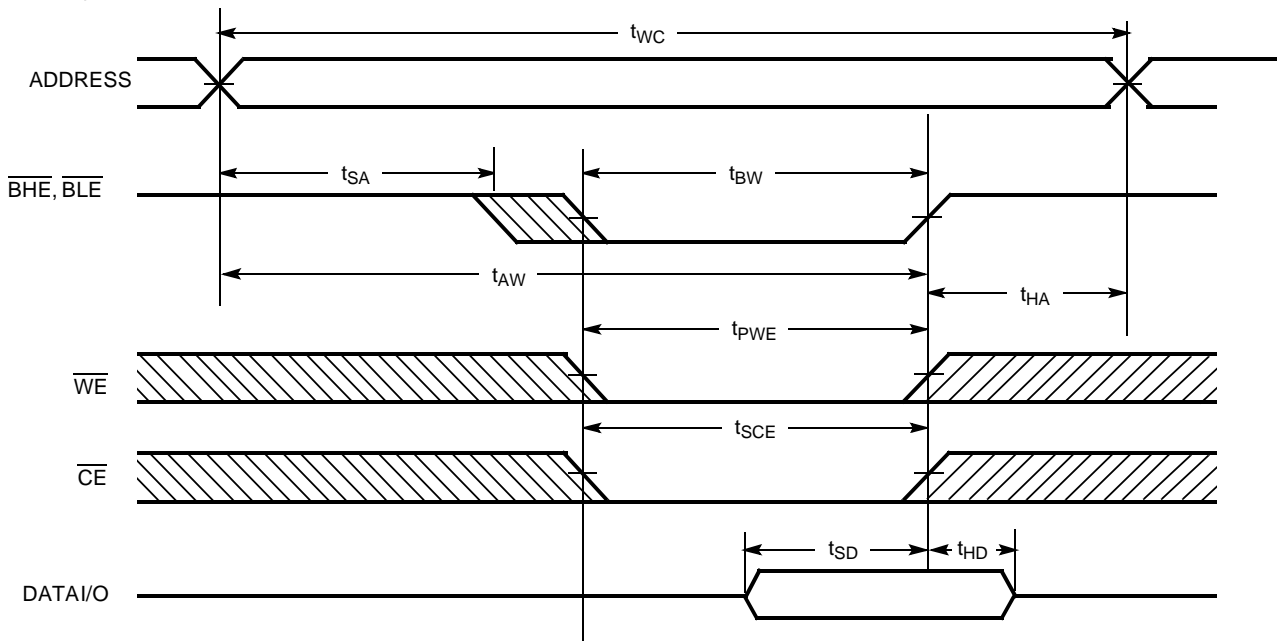 tWC
ADDRESS
tSA
tBW
BHE, BLE
tAW
tHA
tPWE
WE
tSCE
CE
tSD
tHD
DATAI/O